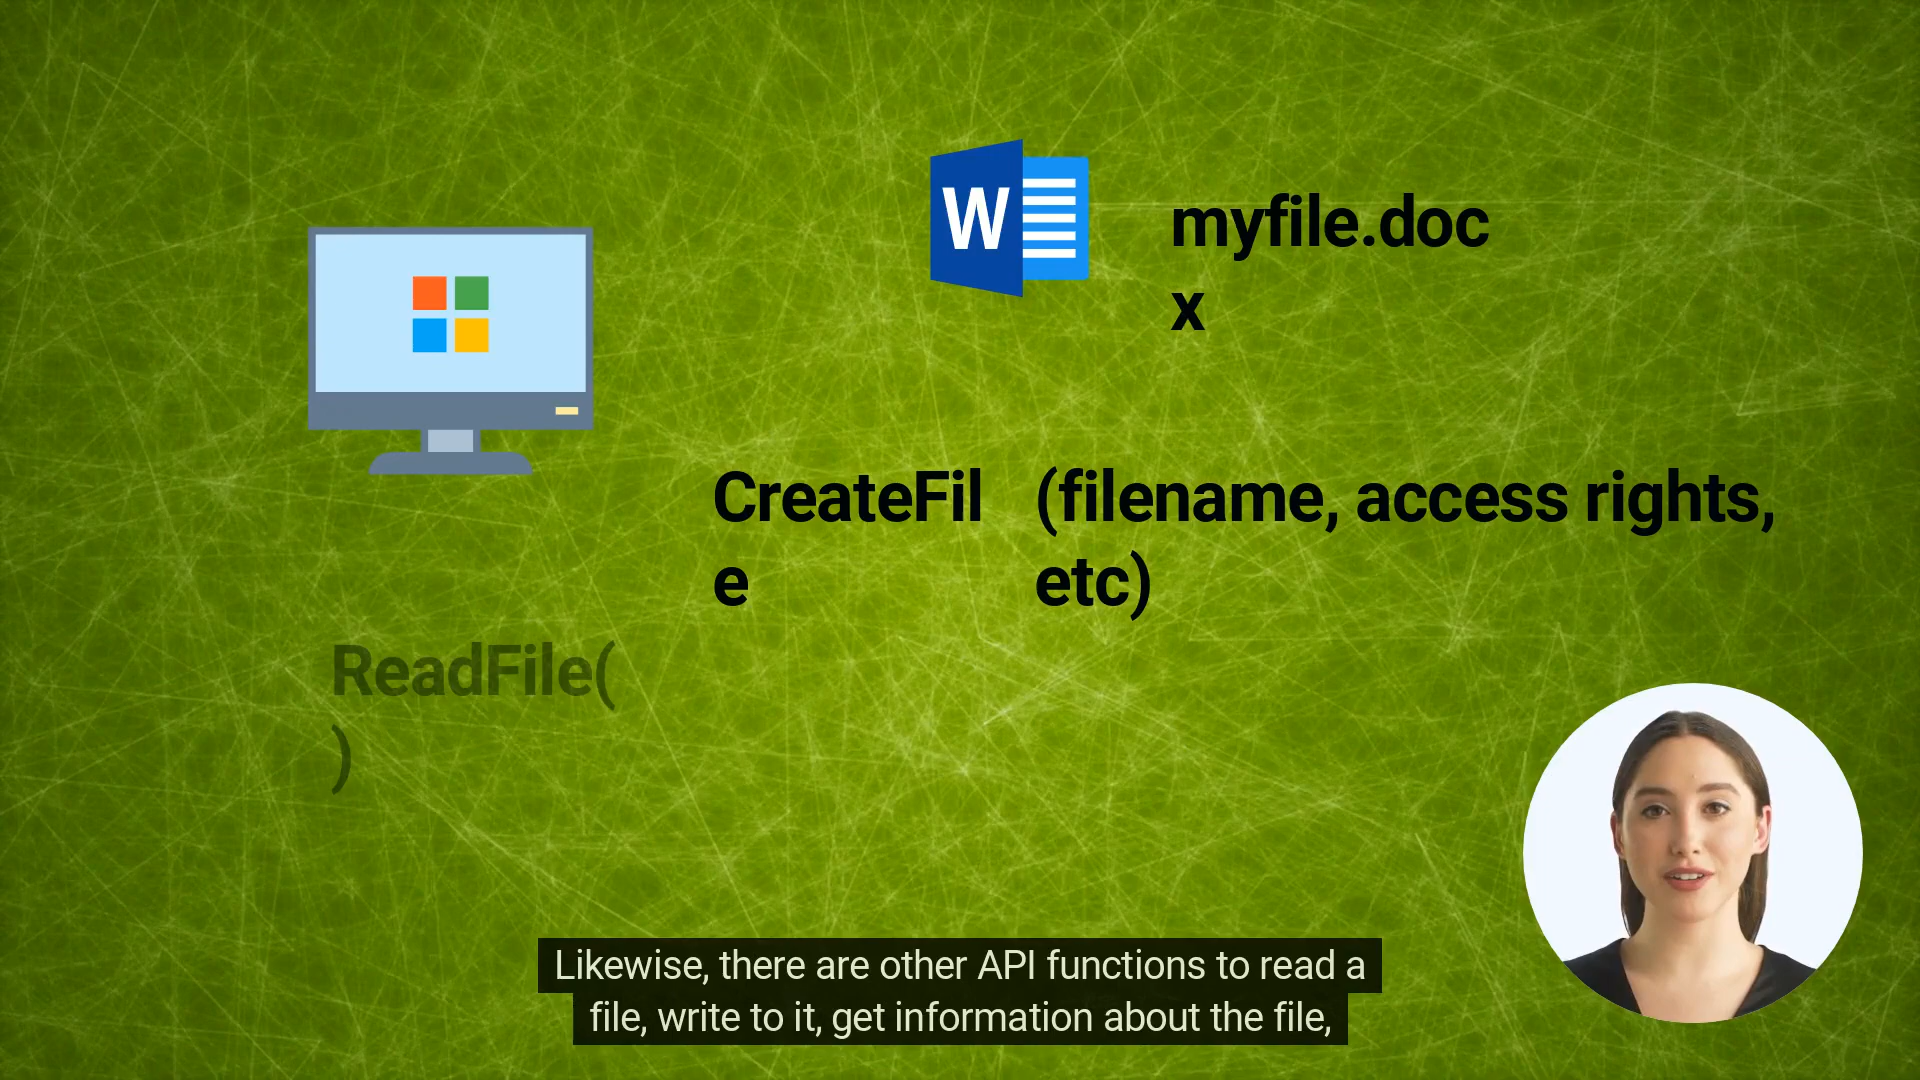 W
myfile.doc
x
CreateFil
e
(filename, access rights,
etc)
ReadFile(
)
Likewise, there are other API functions to read a
file, write to it, get information about the file,